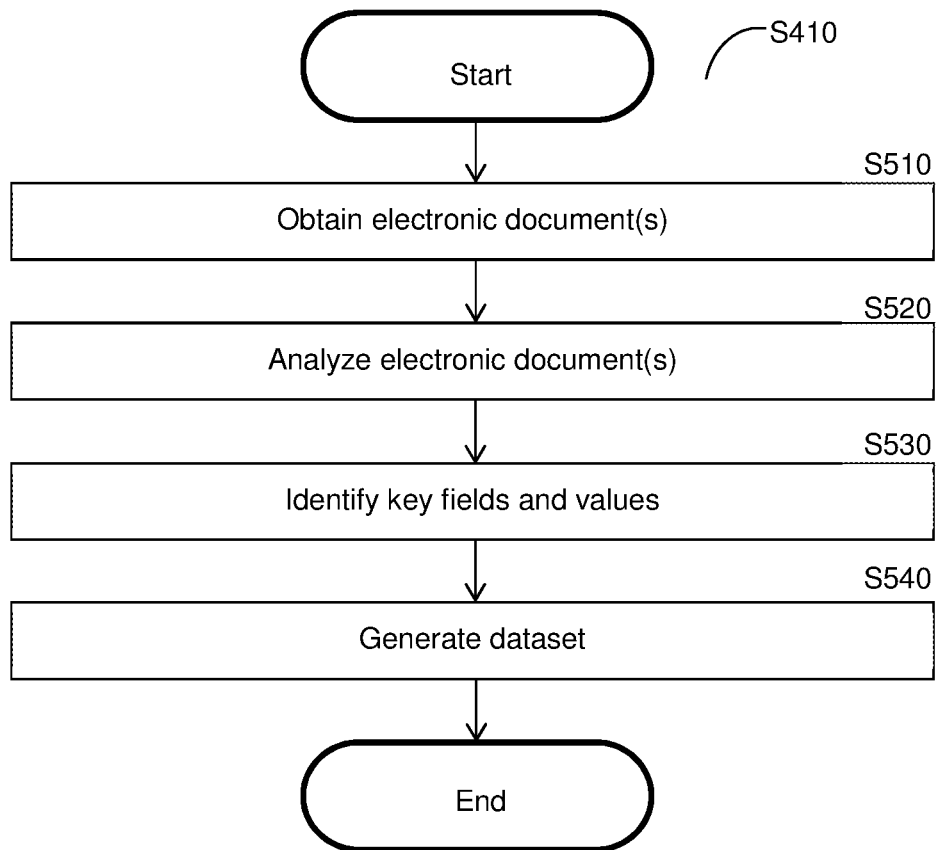 S410
Start
S510
Obtain electronic document(s)
S520
Analyze electronic document(s)
S530
Identify key fields and values
S540
Generate dataset
End